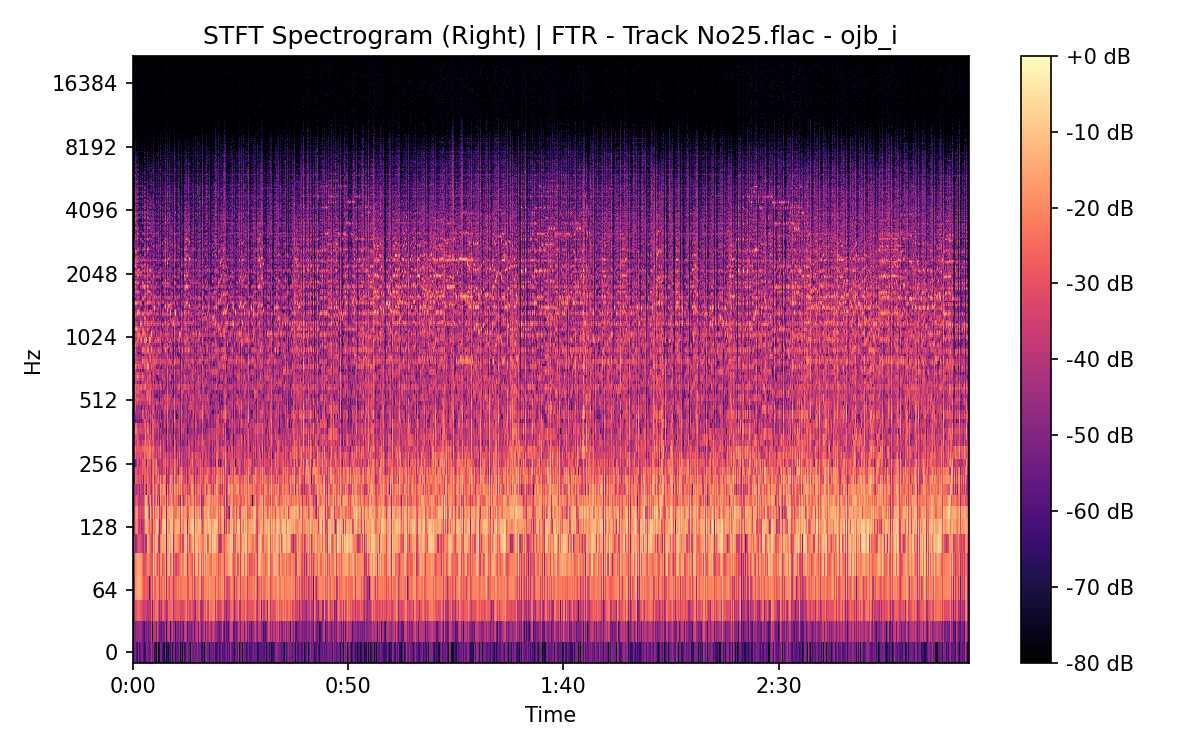 STFT Spectrogram (Right) | FTR - Track No25.flac - ojb_i
16384
8192
4096
2048
1024
512
256
128
64
0
Hz
0:00
0:50
1:40
2:30
Time
+0 dB
-10 dB
-20 dB
-30 dB
-40 dB
-50 dB
-60 dB
-70 dB
-80 dB